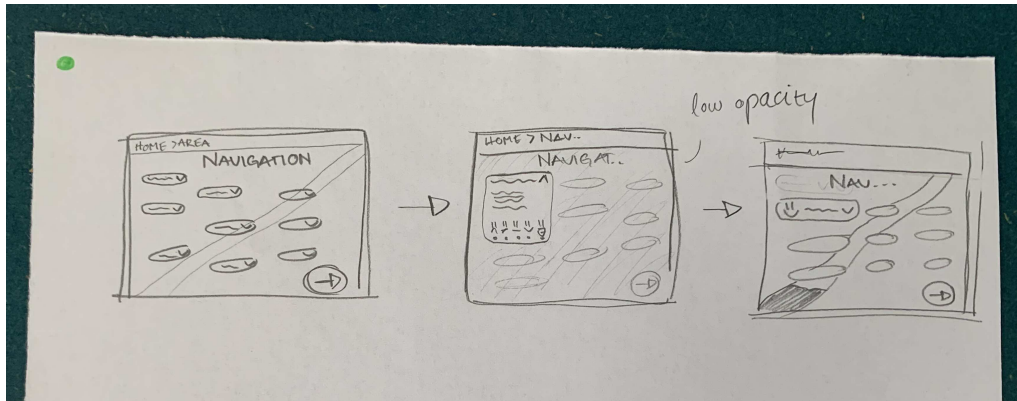 low opacity
HOME > AREA
NAVIGATION
HOME > NAV..
NAVIGAT..
NAV...